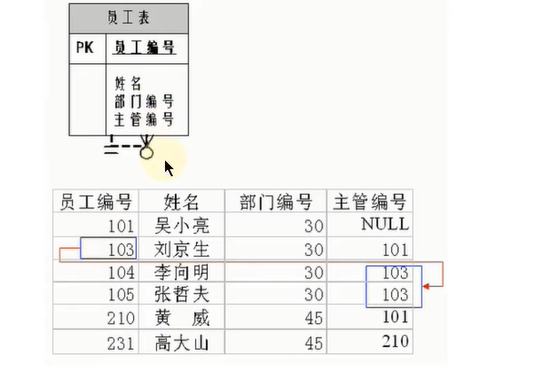 员工表
PK 员工编号
姓名
部门编号
主管编号
员工编号 姓名 部门编号 主管编号
101 吴小亮 30 NULL
103 刘京生 30 101
104 李向明 30 103
105 张哲夫 30 103
210 黄 威 45 101
231 高大山 45 210